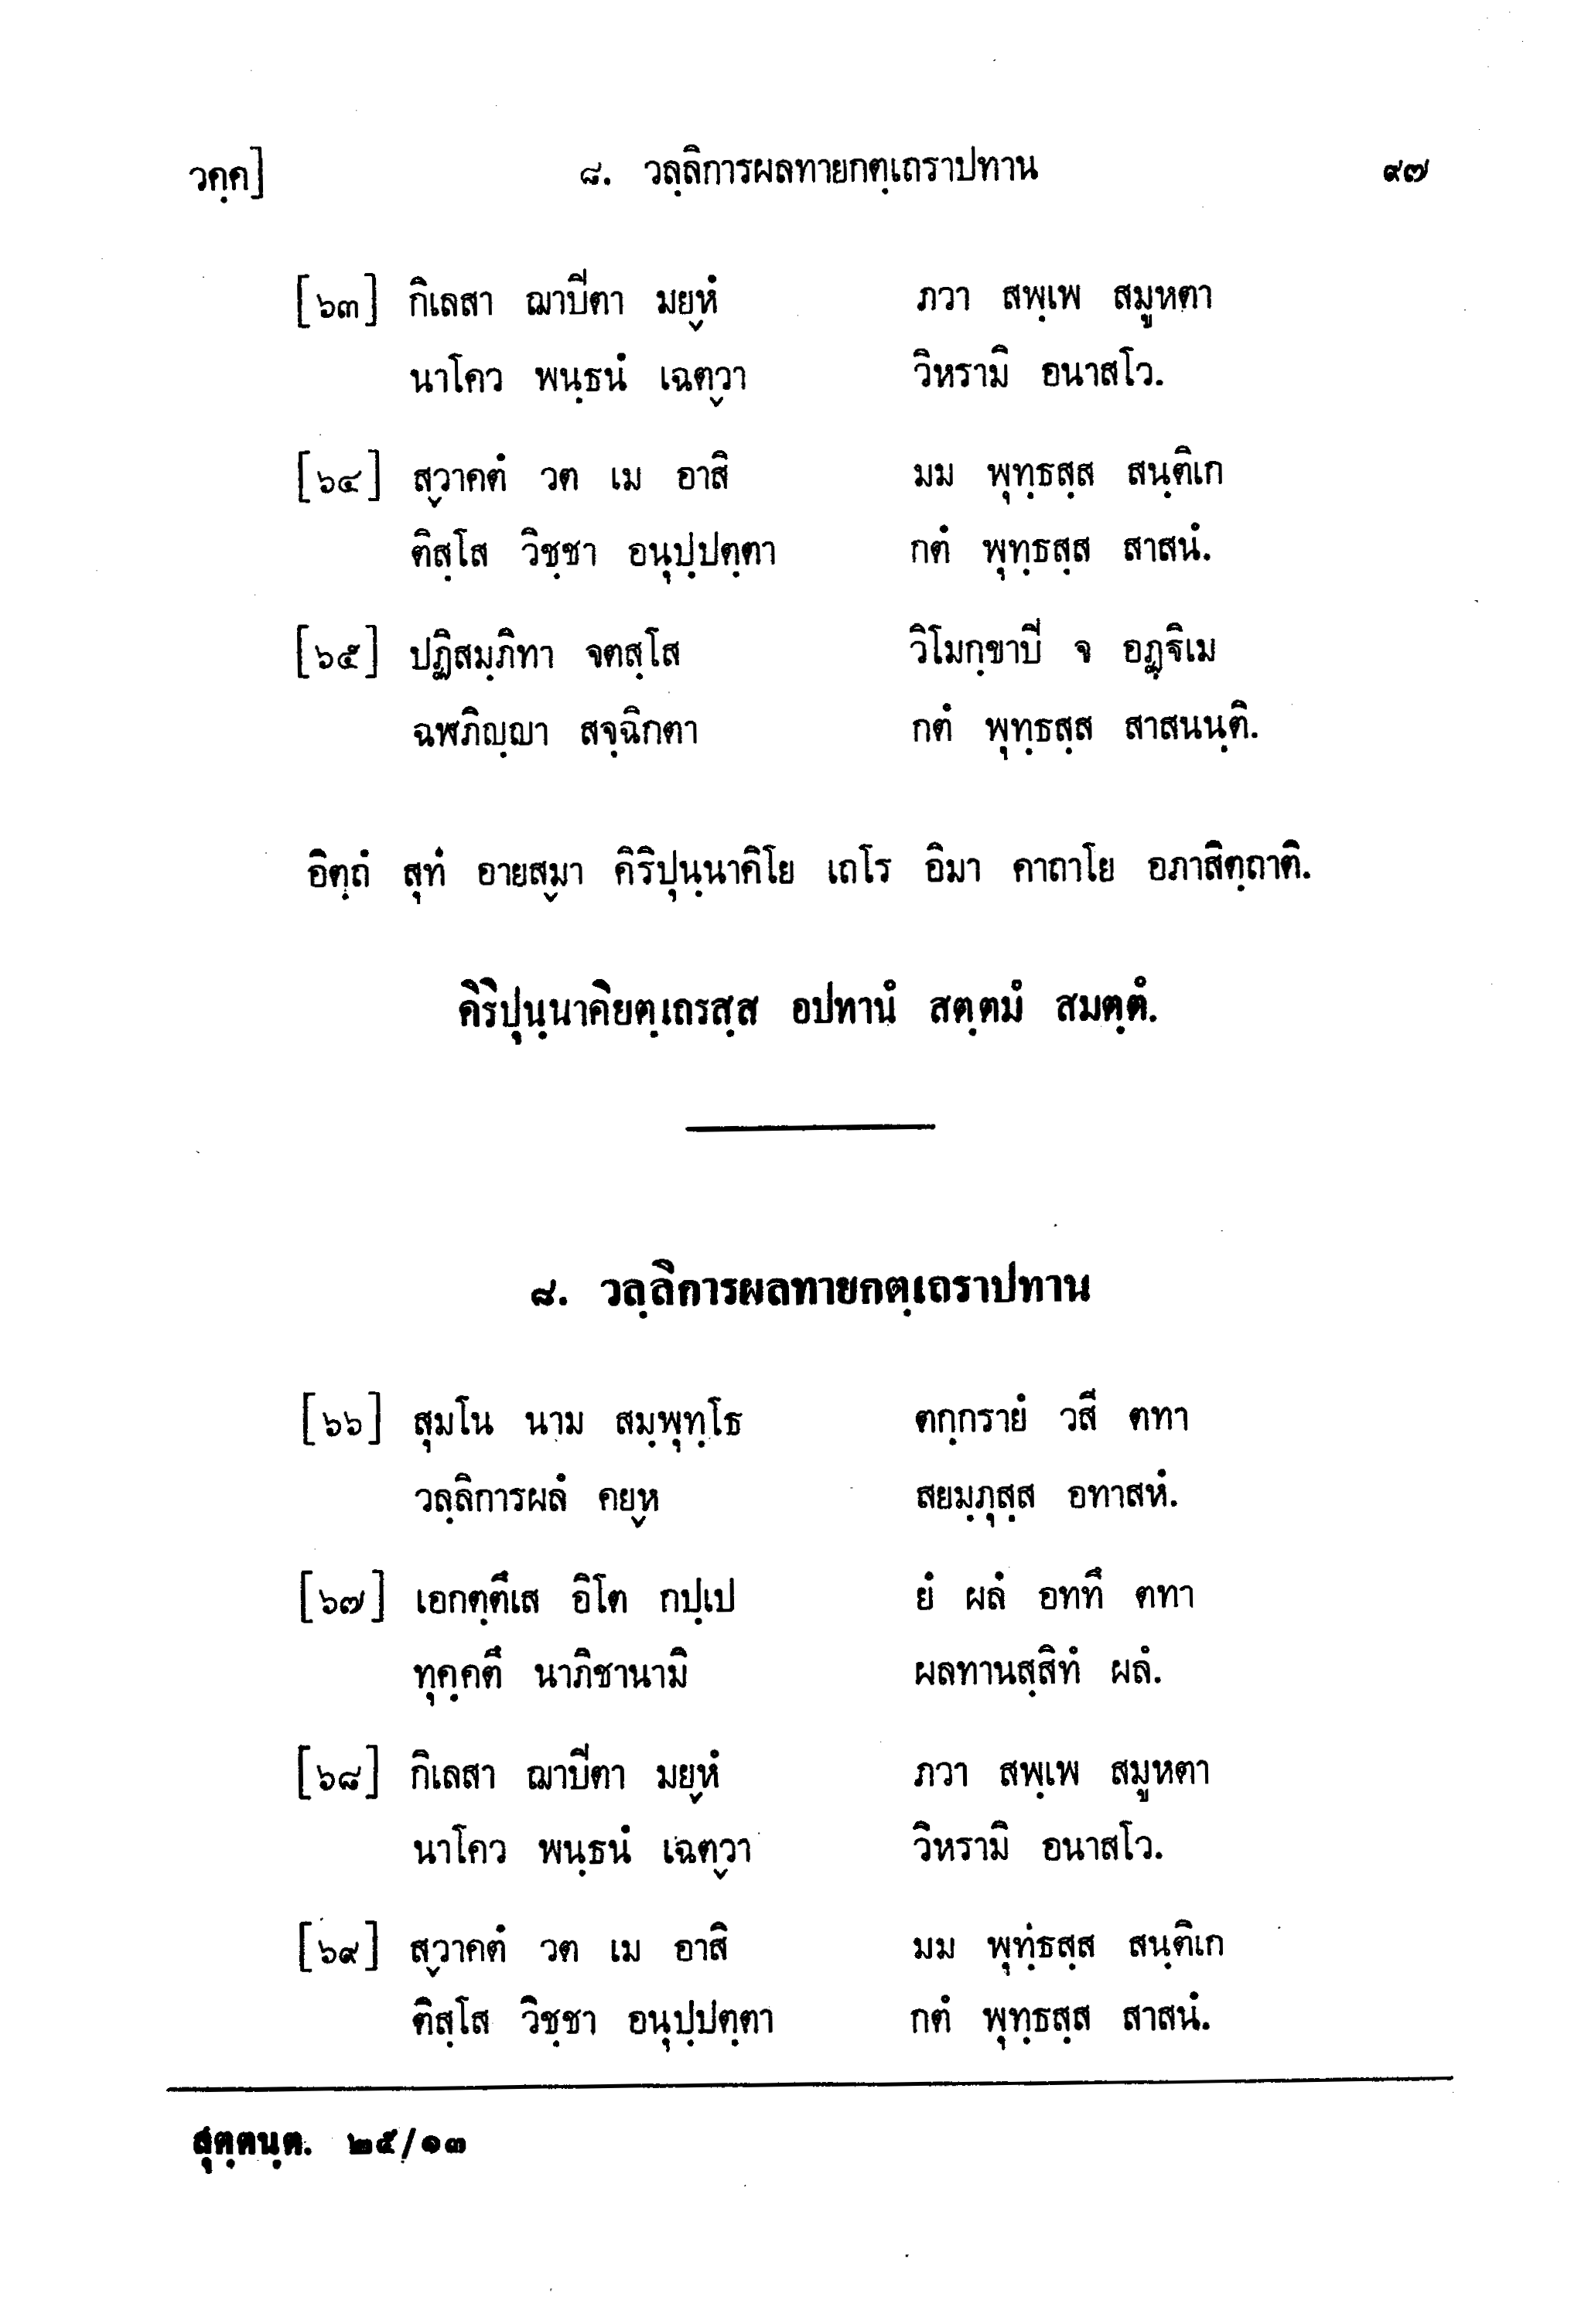 วคฺค] ๘. วลฺลิการผลทายกตฺเถราปทาน ๙๗
[๖๓] กิเลสา ฌาปิตา มยฺหํ ภวา สพฺเพ สมูหตา
นาโคว พนฺธนํ เฉตฺวา วิหรามิ อนาสโว.
[๖๔] สฺวาคตํ วต เม อาสิ มม พุทฺธสฺส สนฺติเก
ติสฺโส วิชฺชา อนุปฺปตฺตา กตํ พุทฺธสฺส สาสนํ.
[๖๕] ปฏิสมฺภิทา จตสฺโส วิโมกฺขาปิ จ อฏฺฐิเม
ฉฬภิญฺญา สจฺฉิกตา กตํ พุทฺธสฺส สาสนนฺติ.
อิตฺถํ สุทํ อายสฺมา คิริปุนฺนาคิโย เถโร อิมา คาถาโย อภาสิตฺถาติ.
คิริปุนฺนาคิยตฺเถรสฺส อปทานํ สตฺตมํ สมตฺตํ.
๘. วลฺลิการผลทายกตฺเถราปทาน
[๖๖] สุมโน นาม สมฺพุทฺโธ ตกฺกรายํ วสี ตทา
วลฺลิการผลํ คยฺห สยมฺภุสฺส อทาสหํ.
[๖๗] เอกตฺตึเส อิโต กปฺเป ยํ ผลํ อททึ ตทา
ทุคฺคตึ นาภิชานามิ ผลทานสฺสิทํ ผลํ.
[๖๘] กิเลสา ฌาปิตา มยฺหํ ภวา สพฺเพ สมูหตา
นาโคว พนฺธนํ เฉตฺวา วิหรามิ อนาสโว.
[๖๙] สฺวาคตํ วต เม อาสิ มม พุทฺธสฺส สนฺติเก
ติสฺโส วิชฺชา อนุปฺปตฺตา กตํ พุทฺธสฺส สาสนํ.
สุตฺตนฺต. ๒๕/๑๓